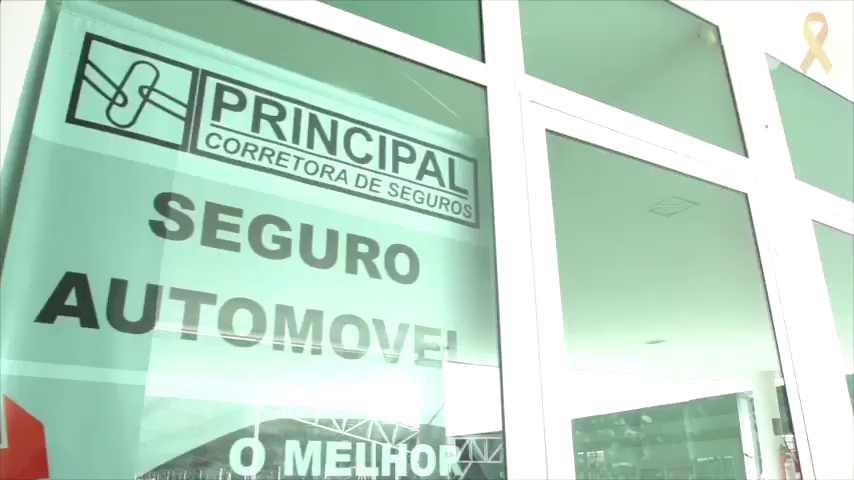 PRINCIPAL
CORRETORA DE SEGUROS
SEGURO
AUTOMOVEL
O MELHOR